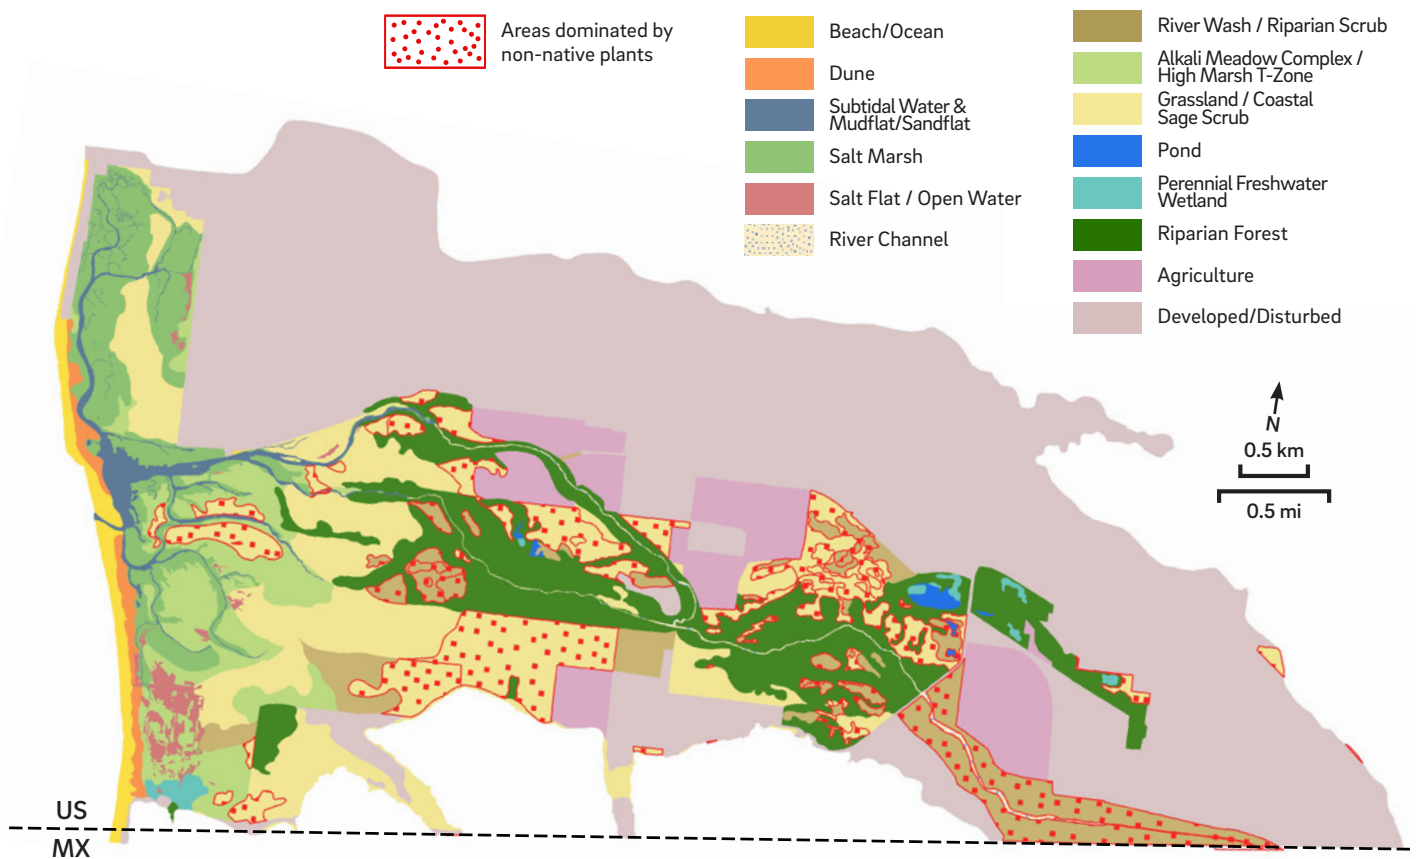 Areas dominated by
non-native plants
Beach/Ocean
Dune
Subtidal Water &
Mudflat/Sandflat
Salt Marsh
Salt Flat / Open Water
River Channel
River Wash / Riparian Scrub
Alkali Meadow Complex /
High Marsh T-Zone
Grassland / Coastal
Sage Scrub
Pond
Perennial Freshwater
Wetland
Riparian Forest
Agriculture
Developed/Disturbed
N
0.5 km
0.5 mi
US
MX